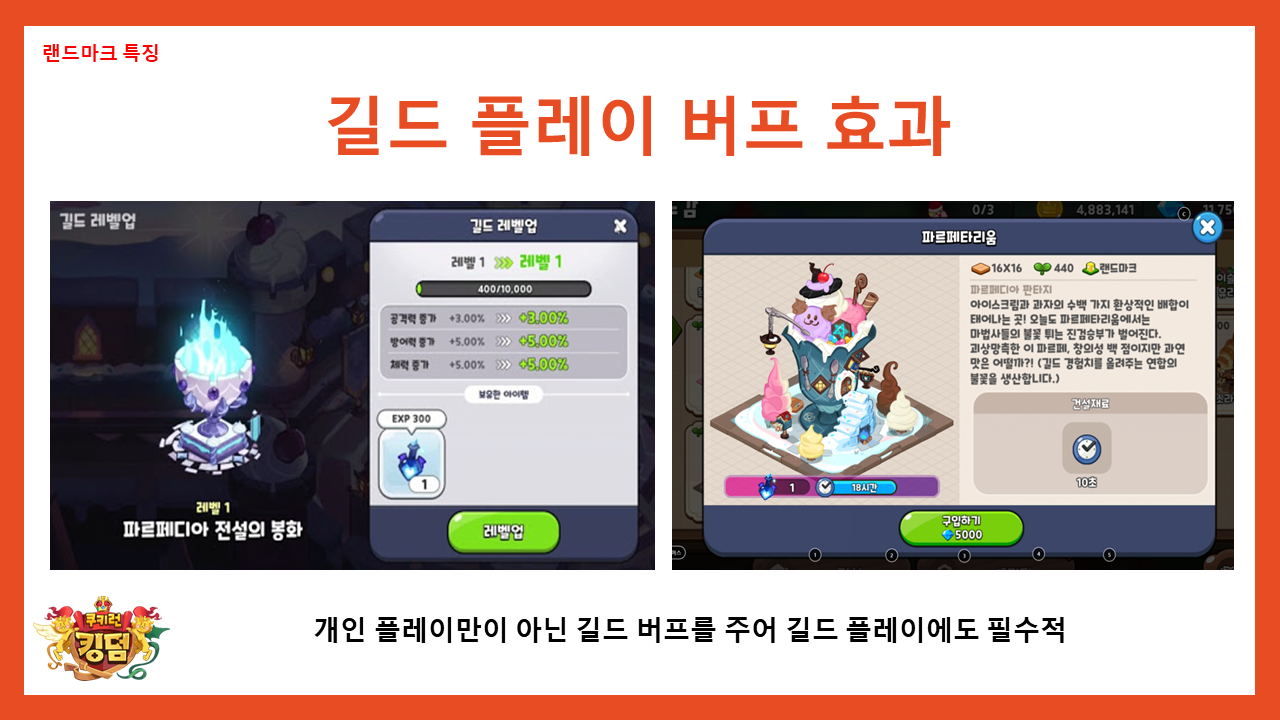 랜드마크 특징
길드 플레이 버프 효과
길드 레벨업
길드 레벨업
레벨 1 >>> 레벨 1
400/10,000
공격력 증가 +3.00% >>> +3.00%
방어력 증가 +5.00% >>> +5.00%
체력 증가 +5.00% >>> +5.00%
보유한 아이템
EXP 300
1
레벨업
레벨 1
파르페디아 전설의 봉화
0/3 4,883,141
파르페타리움
16X16 440 랜드마크
파르페디아 판타지
아이스크림과 과자의 수백 가지 환상적인 배합이
태어나는 곳! 오늘도 파르페타리움에서는
마법사들의 불꽃 튀는 진검승부가 벌어진다.
괴상망측한 이 파르페, 창의성 백 점이지만 과연
맛은 어떨까?! (길드 경험치를 올려주는 연합의
불꽃을 생산합니다.)
건설재료
10초
1 18시간
구입하기
5000
1 2 3 4 5
쿠키런
킹덤
개인 플레이만이 아닌 길드 버프를 주어 길드 플레이에도 필수적